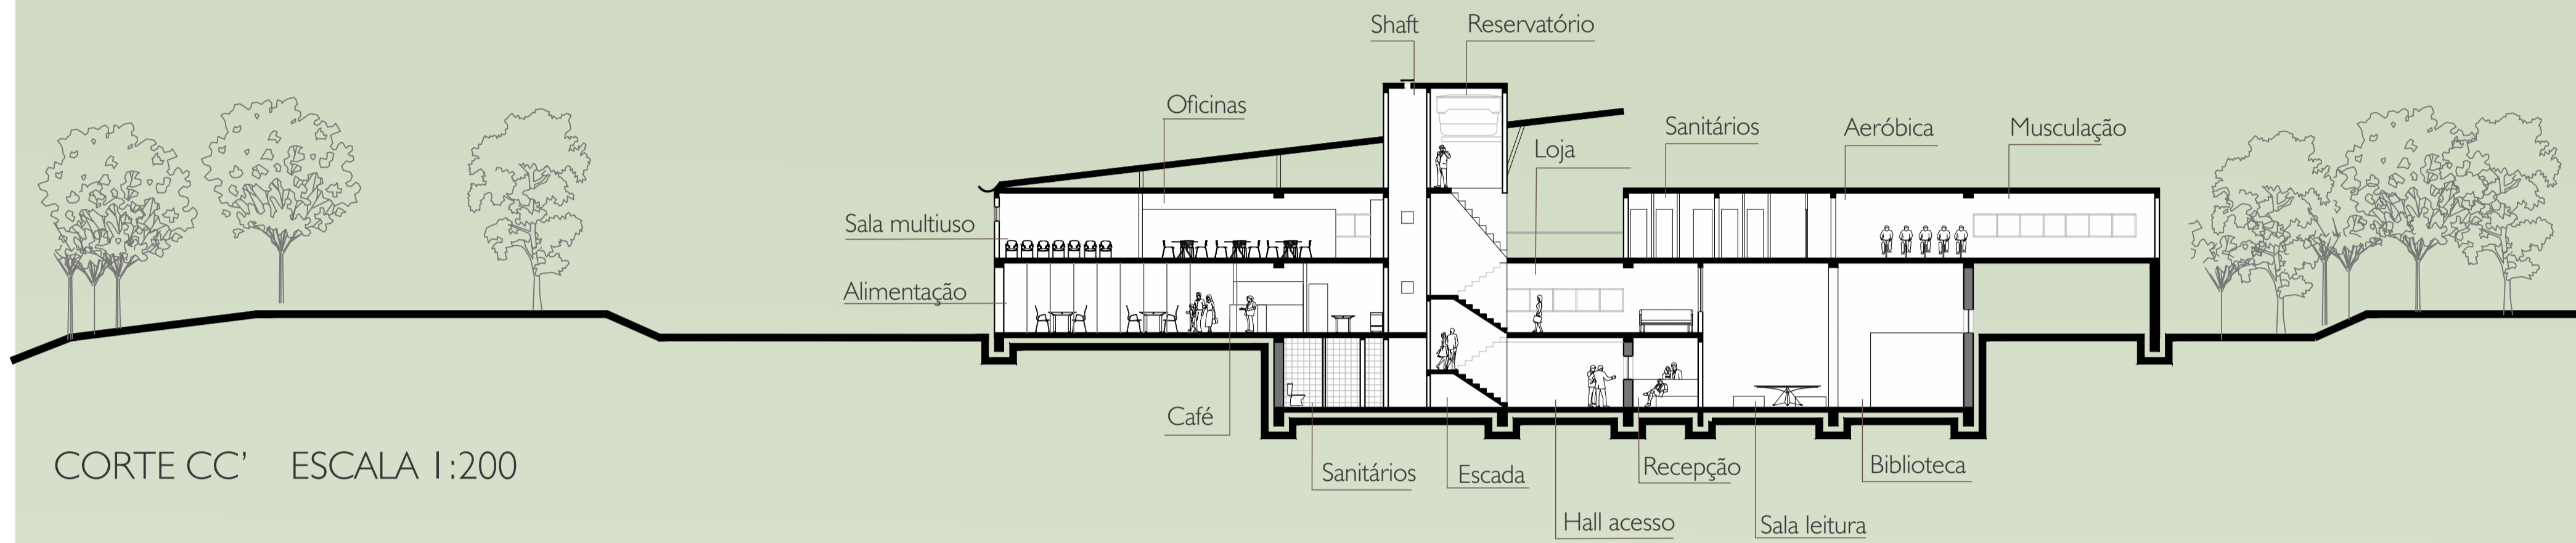 Shaft
Reservatório
Oficinas
Sanitários
Aeróbica
Musculação
Loja
Sala multiuso
Alimentação
Café
CORTE CC’ ESCALA 1:200
Sanitários
Escada
Recepção
Biblioteca
Hall acesso
Sala leitura